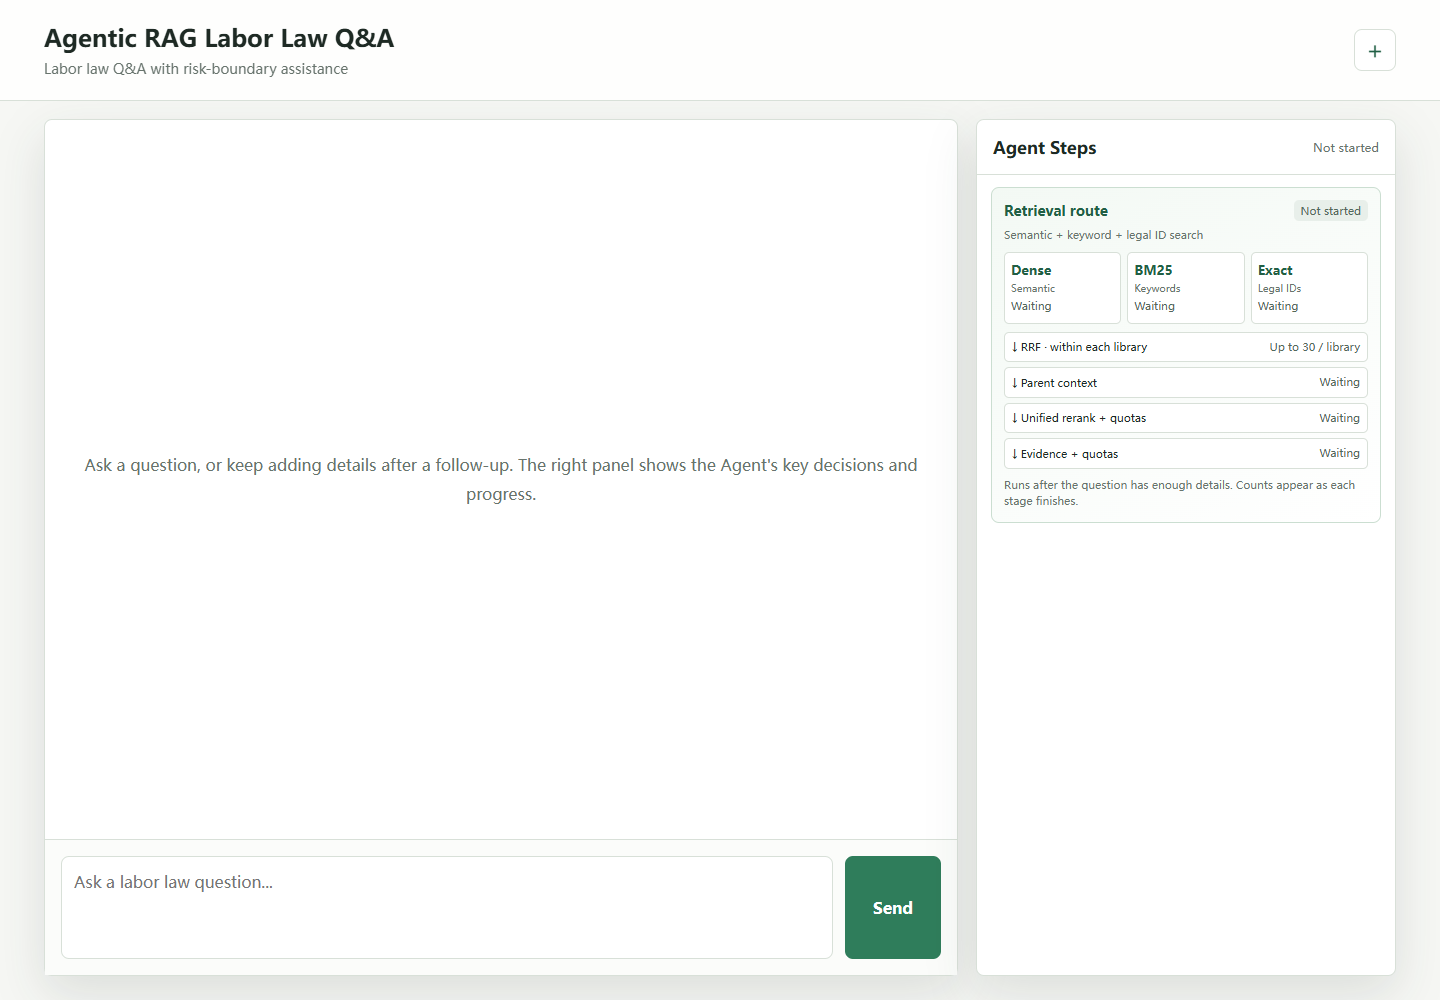 Agentic RAG Labor Law Q&A
Labor law Q&A with risk-boundary assistance
+
Ask a question, or keep adding details after a follow-up. The right panel shows the Agent's key decisions and
progress.
Ask a labor law question...
Send
Agent Steps
Not started
Retrieval route
Not started
Semantic + keyword + legal ID search
Dense
Semantic
Waiting
BM25
Keywords
Waiting
Exact
Legal IDs
Waiting
↓ RRF · within each library
Up to 30 / library
↓ Parent context
Waiting
↓ Unified rerank + quotas
Waiting
↓ Evidence + quotas
Waiting
Runs after the question has enough details. Counts appear as each
stage finishes.